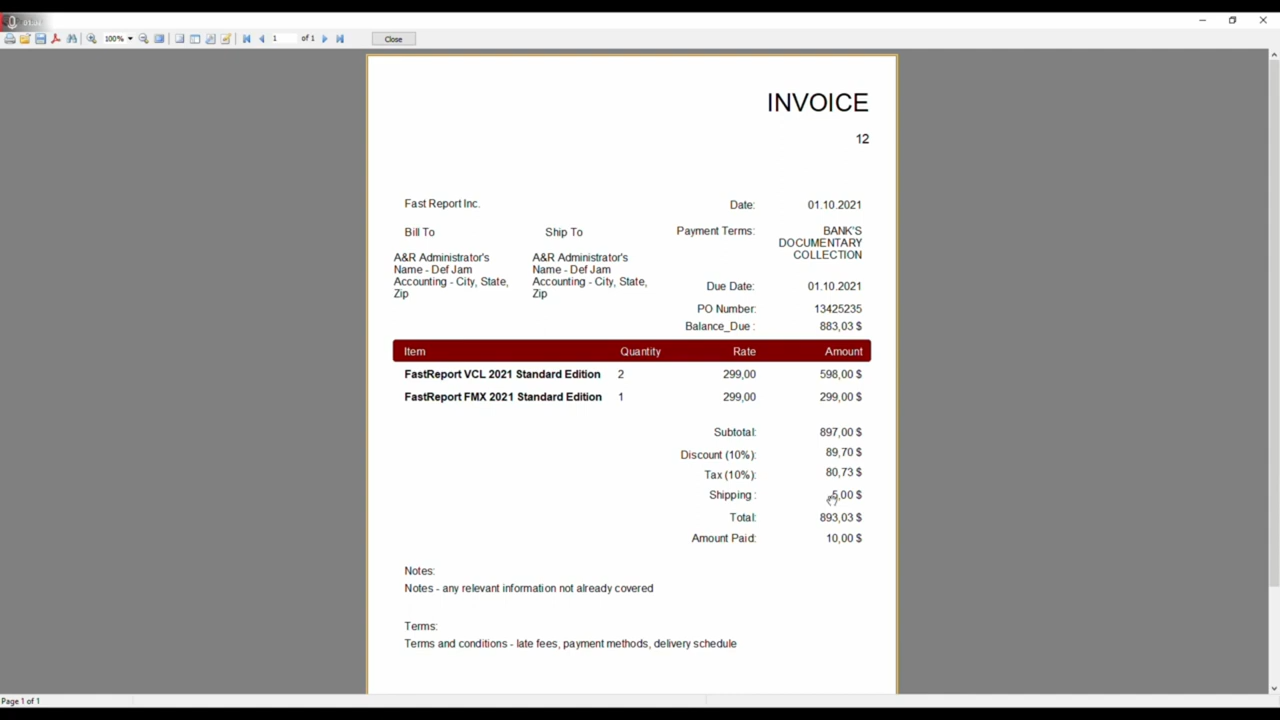 01:04
100%
1 of 1
Close
INVOICE
12
Fast Report Inc.
Date: 01.10.2021
Bill To Ship To
Payment Terms: BANK'S
DOCUMENTARY
COLLECTION
A&R Administrator's
Name - Def Jam
Accounting - City, State,
Zip
A&R Administrator's
Name - Def Jam
Accounting - City, State,
Zip
Due Date: 01.10.2021
PO Number: 13425235
Balance_Due : 883,03 $
Item Quantity Rate Amount
FastReport VCL 2021 Standard Edition 2 299,00 598,00 $
FastReport FMX 2021 Standard Edition 1 299,00 299,00 $
Subtotal: 897,00 $
Discount (10%): 89,70 $
Tax (10%): 80,73 $
Shipping : 5,00 $
Total: 893,03 $
Amount Paid: 10,00 $
Notes:
Notes - any relevant information not already covered
Terms:
Terms and conditions - late fees, payment methods, delivery schedule
Page 1 of 1